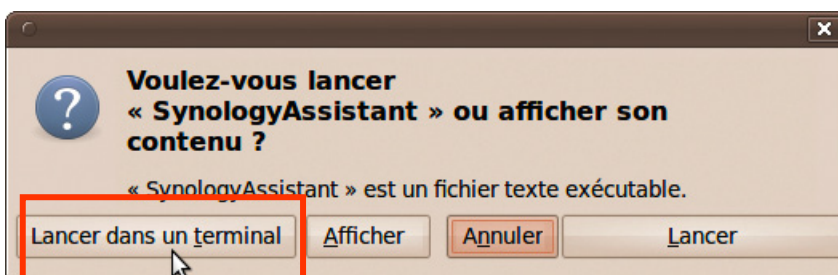 Voulez-vous lancer
« SynologyAssistant » ou afficher son
contenu ?
« SynologyAssistant » est un fichier texte exécutable.
Lancer dans un terminal Afficher Annuler Lancer